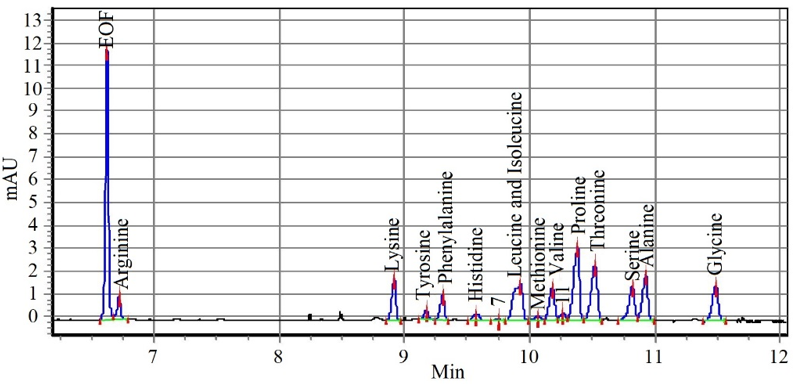 13
12
11
10
9
8
7
6
5
4
3
2
1
0
mAU
EOF
Arginine
Lysine
Tyrosine
Phenylalanine
Histidine
7
Leucine and Isoleucine
Methionine
Valine
11
Proline
Threonine
Serine
Alanine
Glycine
7 8 9 10 11 12
Min